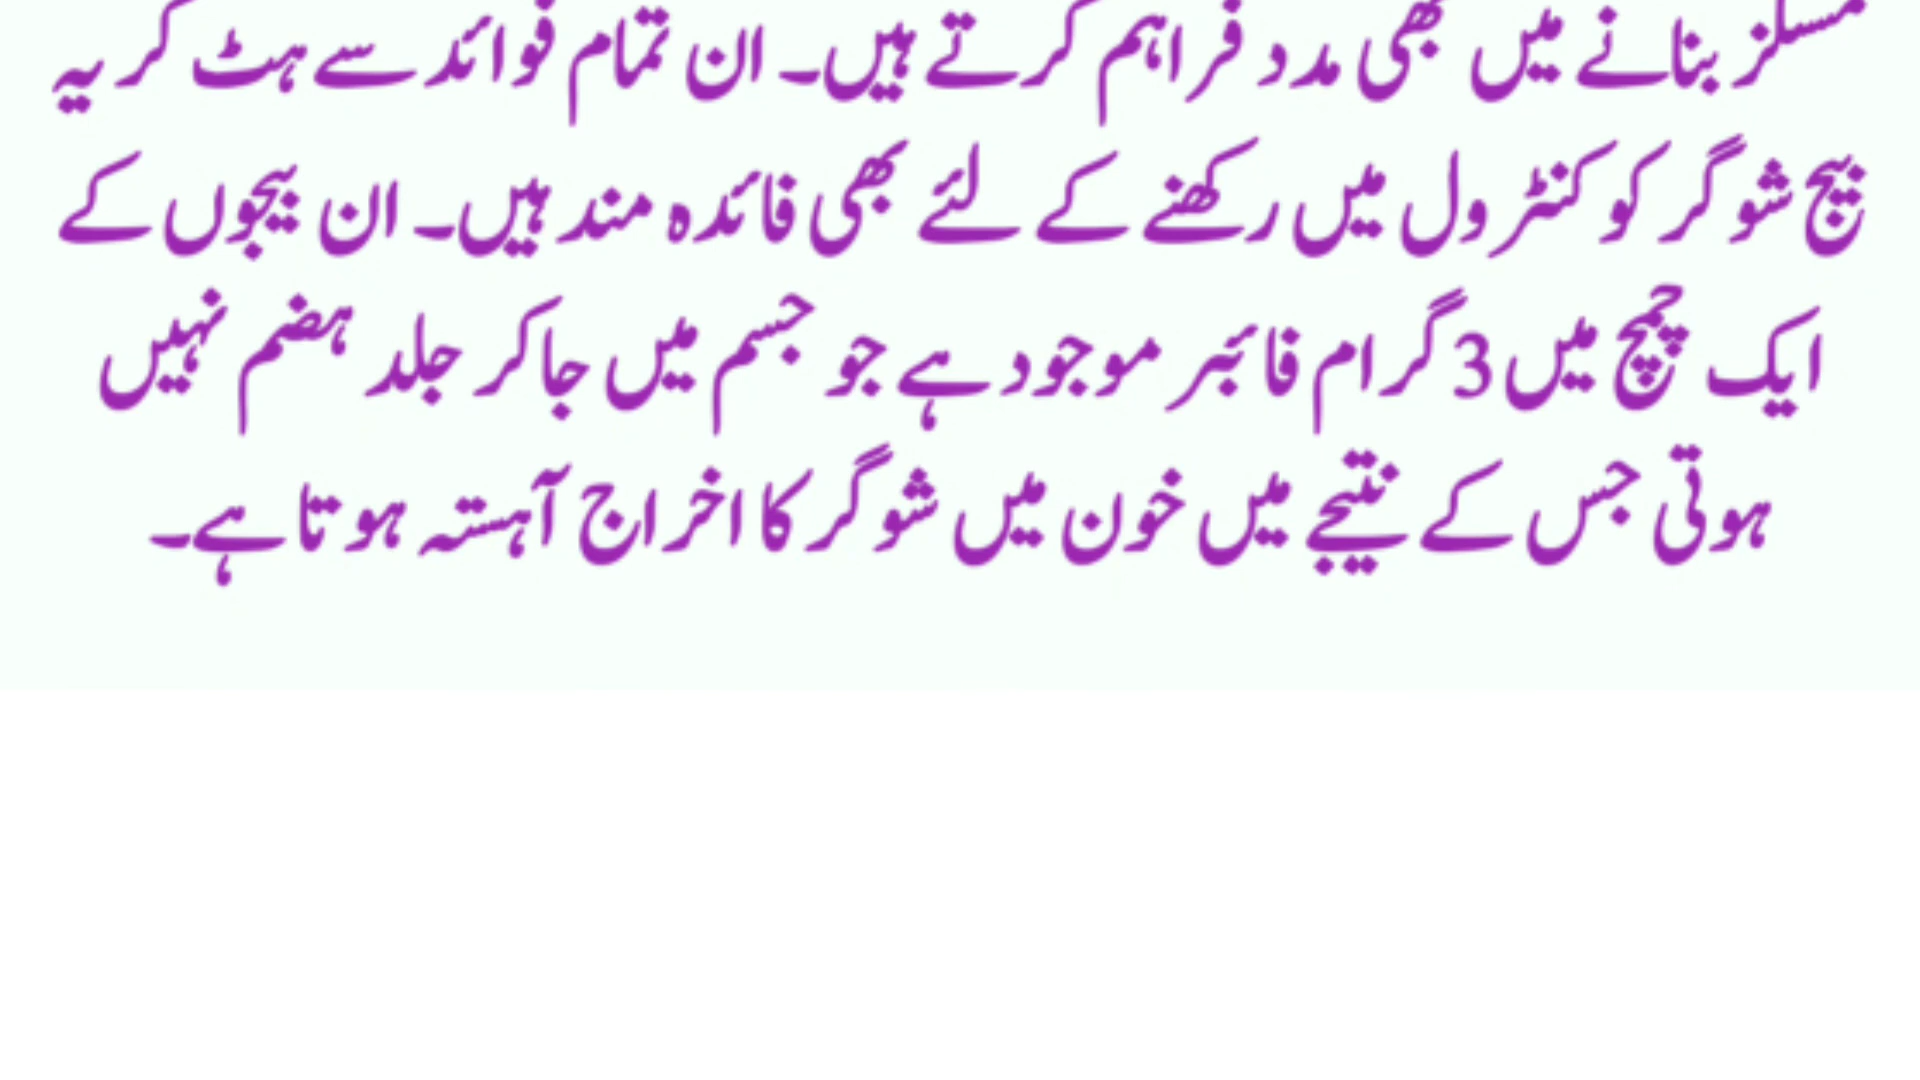 مسلز بنانے میں بھی مدد فراہم کرتے ہیں۔ ان تمام فوائد سے ہٹ کر یہ
بیج شوگر کو کنٹرول میں رکھنے کے لئے بھی فائدہ مند ہیں۔ ان بیجوں کے
ایک چمچ میں 3 گرام فائبر موجود ہے جو جسم میں جا کر جلد ہضم نہیں
ہوتی جس کے نتیجے میں خون میں شوگر کا اخراج آہستہ ہوتا ہے۔